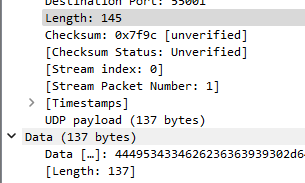 Destination Port: 55001
Length: 145
Checksum: 0x7f9c [unverified]
[Checksum Status: Unverified]
[Stream index: 0]
[Stream Packet Number: 1]
[Timestamps]
UDP payload (137 bytes)
Data (137 bytes)
Data […]: 4449534334626236363939302d64
[Length: 137]